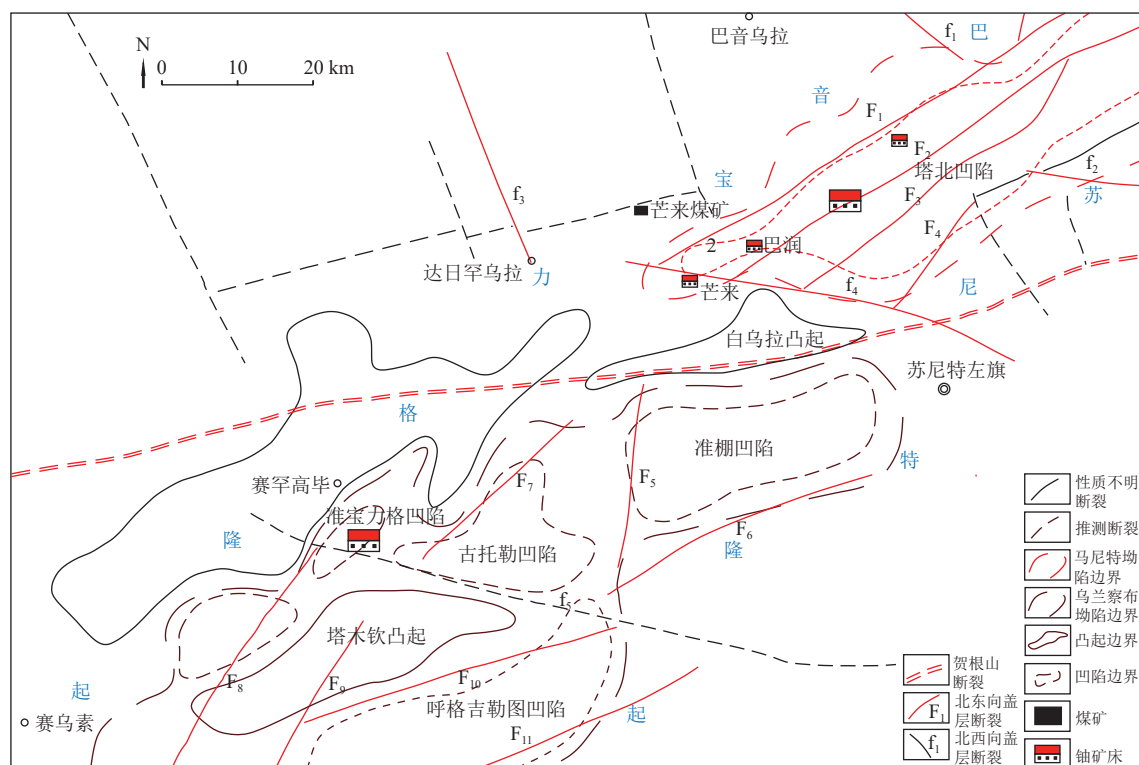 N
0 10 20 km
巴音乌拉
f₁
巴
音
F₁
F₂
塔北凹陷
f₂
宝
苏
f₃
芒来煤矿
F₃
F₄
2
巴润
达日罕乌拉
力
芒来
f₄
尼
白乌拉凸起
苏尼特左旗
格
准棚凹陷
特
赛罕高毕
F₇
F₅
准宝力格凹陷
F₆
隆
古托勒凹陷
隆
f₅
塔木钦凸起
F₈
F₉
F₁₀
起
呼格吉勒图凹陷
起
赛乌素
F₁₁
性质不明
断裂
推测断裂
马尼特坳
陷边界
乌兰察布
坳陷边界
凸起边界
贺根山
断裂
凹陷边界
F₁
北东向盖
层断裂
煤矿
f₁
北西向盖
层断裂
铀矿床